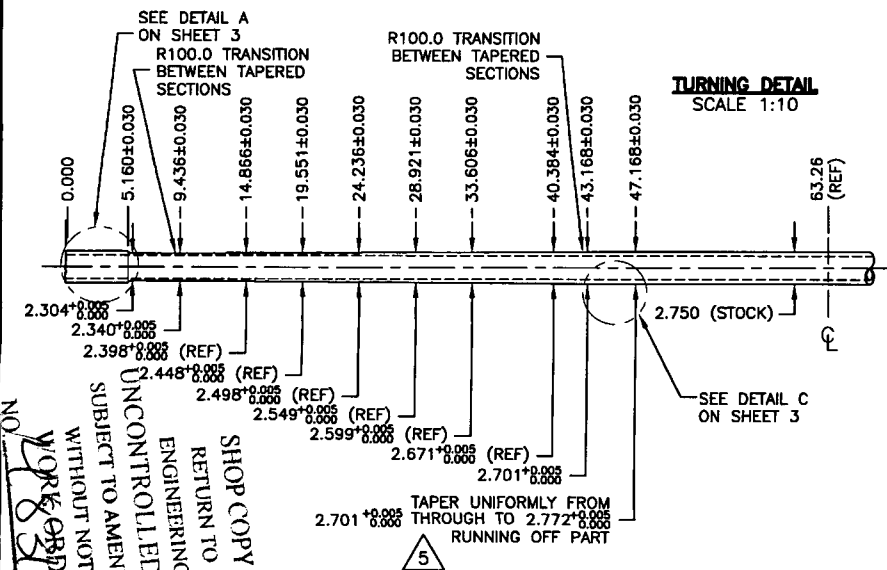 SEE DETAIL A
ON SHEET 3
R100.0 TRANSITION
BETWEEN TAPERED
SECTIONS
R100.0 TRANSITION
BETWEEN TAPERED
SECTIONS
TURNING DETAIL
SCALE 1:10
0.000
5.160±0.030
9.436±0.030
14.866±0.030
19.551±0.030
24.236±0.030
28.921±0.030
33.606±0.030
40.384±0.030
43.168±0.030
47.168±0.030
63.26
(REF)
2.304+0.005 0.000
2.340+0.005 0.000
2.398+0.005 0.000 (REF)
2.448+0.005 0.000 (REF)
2.498+0.005 0.000 (REF)
2.549+0.005 0.000 (REF)
2.599+0.005 0.000 (REF)
2.671+0.005 0.000 (REF)
2.701+0.005 0.000
2.750 (STOCK)
℄
SEE DETAIL C
ON SHEET 3
TAPER UNIFORMLY FROM
2.701 +0.005 0.000 THROUGH TO 2.772+0.005 0.000
RUNNING OFF PART
5
SHOP COPY
RETURN TO
ENGINEERING
UNCONTROLLED
SUBJECT TO AMEN
WITHOUT NOT
WORK ORD
NO.